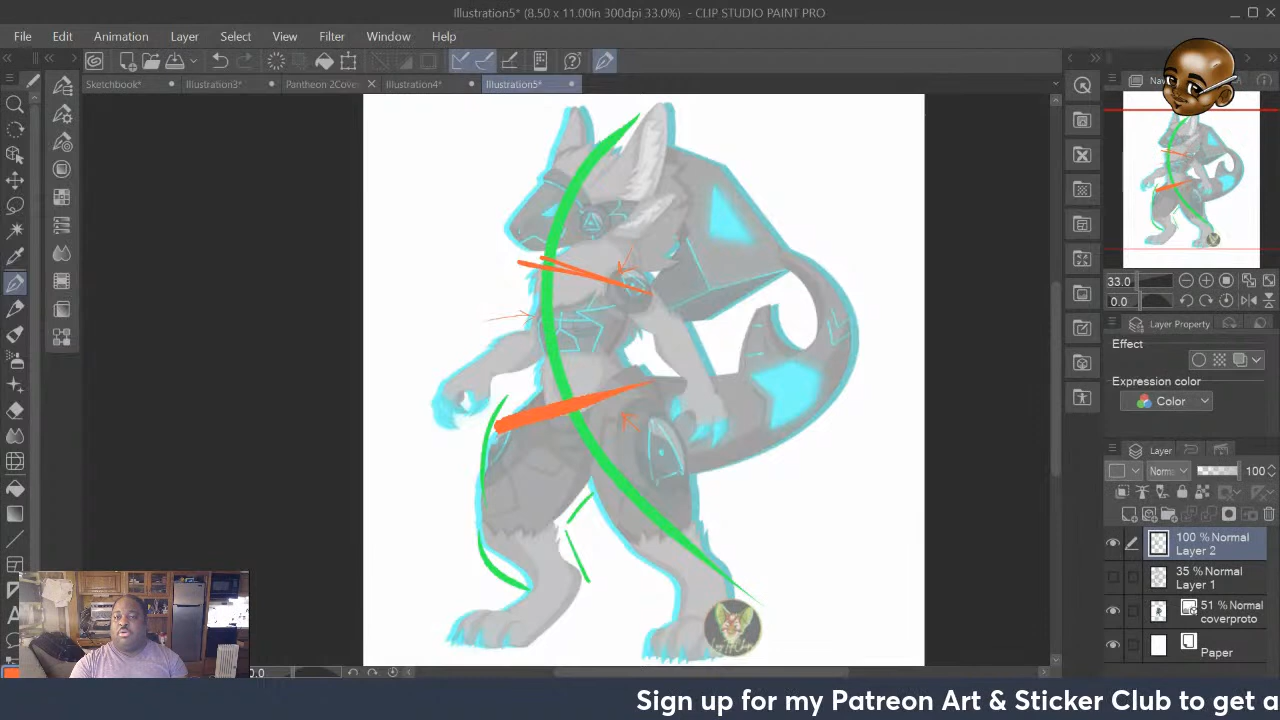 Illustration5* (8.50 x 11.00in 300dpi 33.0%) - CLIP STUDIO PAINT PRO
File Edit Animation Layer Select View Filter Window Help
Sketchbook* Illustration3* Pantheon 2Cove Illustration4* Illustration5*
33.0
0.0
Layer Property
Effect
Expression color
Color
Layer
Norm 100
100 % Normal
Layer 2
35 % Normal
Layer 1
51 % Normal
coverproto
Paper
Sign up for my Patreon Art & Sticker Club to get a